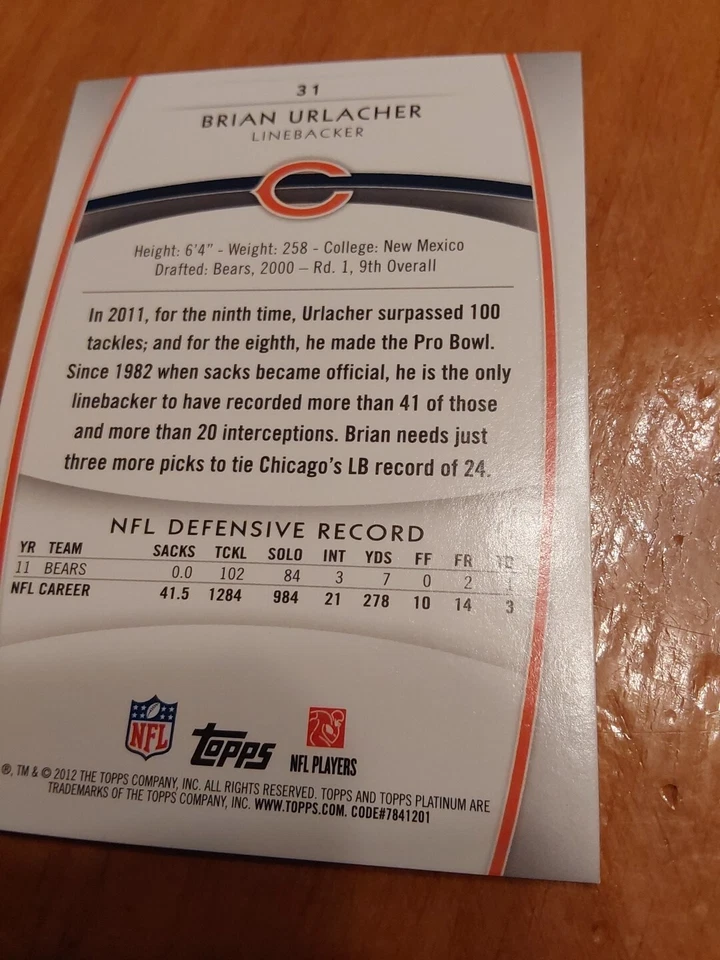 31
BRIAN URLACHER
LINEBACKER
Height: 6'4" - Weight: 258 - College: New Mexico
Drafted: Bears, 2000 – Rd. 1, 9th Overall
In 2011, for the ninth time, Urlacher surpassed 100
tackles; and for the eighth, he made the Pro Bowl.
Since 1982 when sacks became official, he is the only
linebacker to have recorded more than 41 of those
and more than 20 interceptions. Brian needs just
three more picks to tie Chicago's LB record of 24.
NFL DEFENSIVE RECORD
YR TEAM SACKS TCKL SOLO INT YDS FF FR TD
11 BEARS 0.0 102 84 3 7 0 2 1
NFL CAREER 41.5 1284 984 21 278 10 14 3
NFL
topps
NFL PLAYERS
®, TM & © 2012 THE TOPPS COMPANY, INC. ALL RIGHTS RESERVED. TOPPS AND TOPPS PLATINUM ARE
TRADEMARKS OF THE TOPPS COMPANY, INC. WWW.TOPPS.COM. CODE#7841201